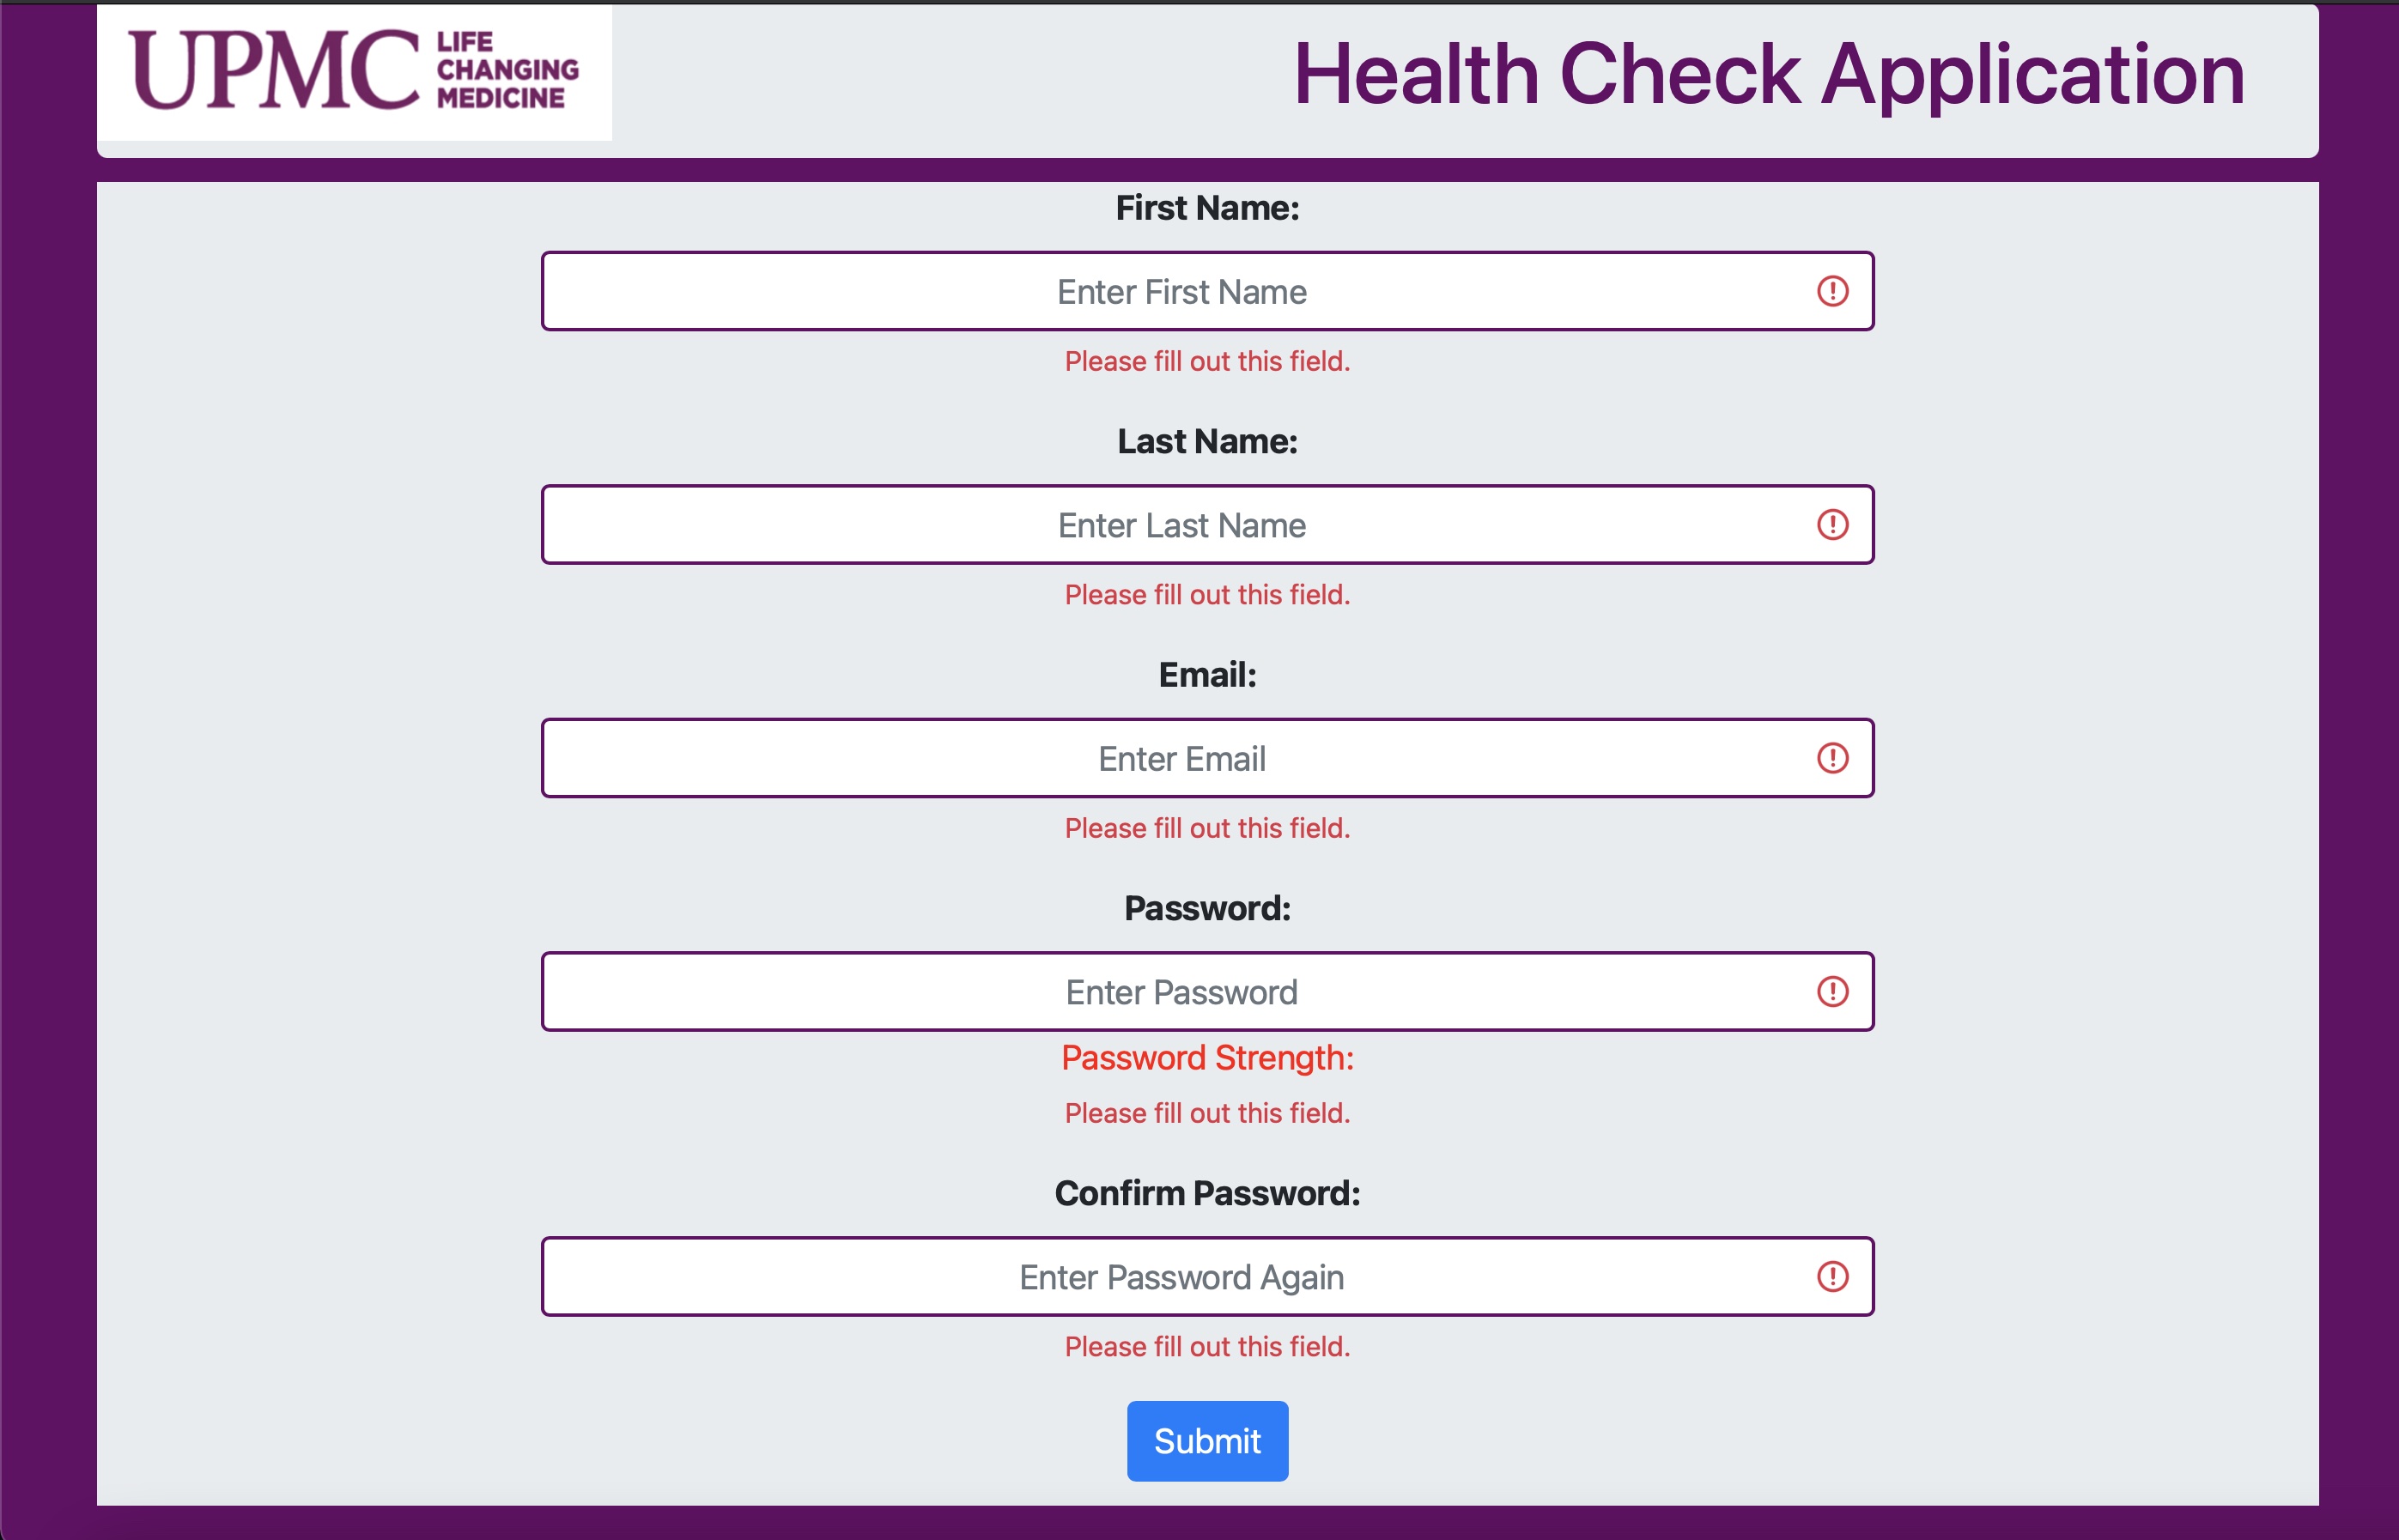 UPMC
LIFE
CHANGING
MEDICINE
Health Check Application
First Name:
Enter First Name
Please fill out this field.
Last Name:
Enter Last Name
Please fill out this field.
Email:
Enter Email
Please fill out this field.
Password:
Enter Password
Password Strength:
Please fill out this field.
Confirm Password:
Enter Password Again
Please fill out this field.
Submit